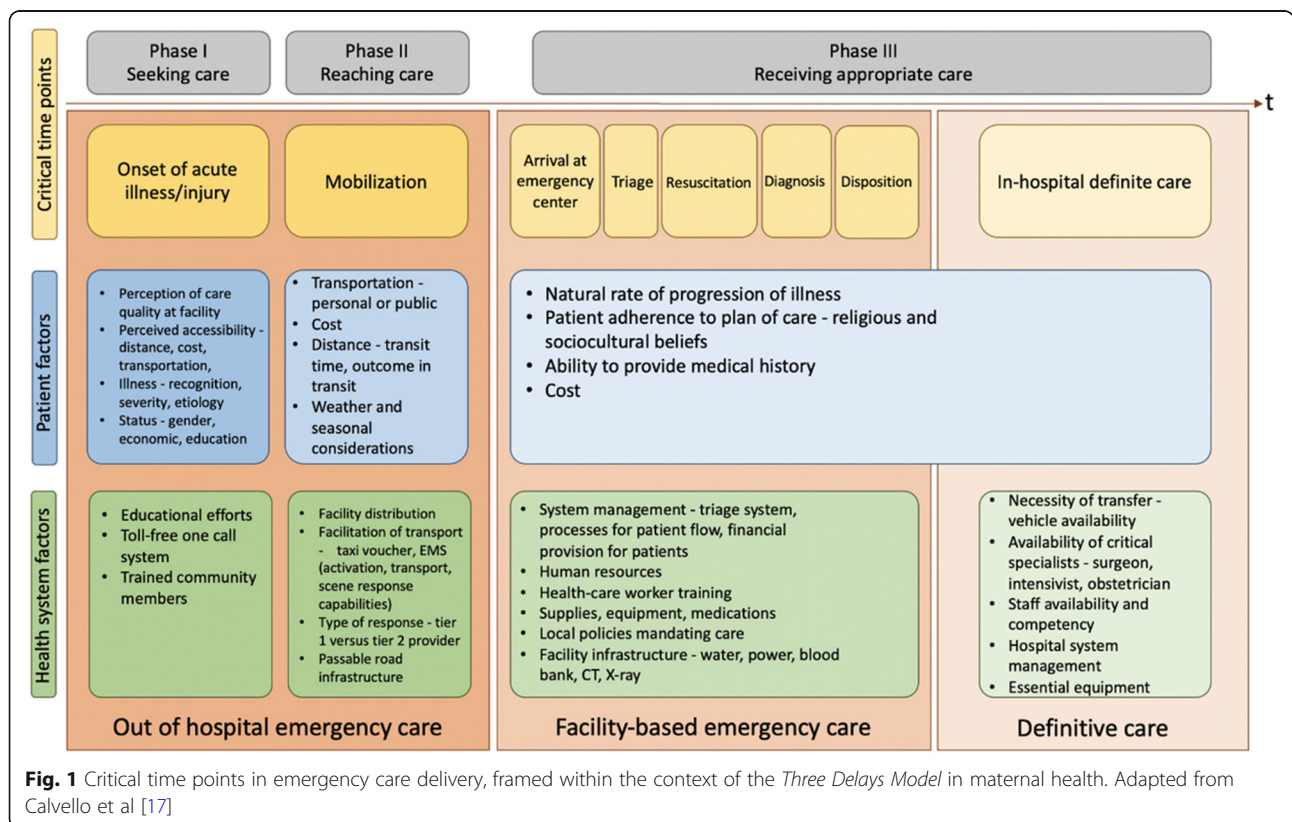 Phase I
Seeking care
Phase II
Reaching care
Phase III
Receiving appropriate care
t
Critical time points
Onset of acute
illness/injury
Mobilization
Arrival at
emergency
center
Triage
Resuscitation
Diagnosis
Disposition
In-hospital definite care
Patient factors
• Perception of care
quality at facility
• Perceived accessibility -
distance, cost,
transportation,
• Illness - recognition,
severity, etiology
• Status - gender,
economic, education
• Transportation -
personal or public
• Cost
• Distance - transit
time, outcome in
transit
• Weather and
seasonal
considerations
• Natural rate of progression of illness
• Patient adherence to plan of care - religious and
sociocultural beliefs
• Ability to provide medical history
• Cost
Health system factors
• Educational efforts
• Toll-free one call
system
• Trained community
members
• Facility distribution
• Facilitation of transport
- taxi voucher, EMS
(activation, transport,
scene response
capabilities)
• Type of response - tier
1 versus tier 2 provider
• Passable road
infrastructure
• System management - triage system,
processes for patient flow, financial
provision for patients
• Human resources
• Health-care worker training
• Supplies, equipment, medications
• Local policies mandating care
• Facility infrastructure - water, power, blood
bank, CT, X-ray
• Necessity of transfer -
vehicle availability
• Availability of critical
specialists - surgeon,
intensivist, obstetrician
• Staff availability and
competency
• Hospital system
management
• Essential equipment
Out of hospital emergency care
Facility-based emergency care
Definitive care
Fig. 1 Critical time points in emergency care delivery, framed within the context of the Three Delays Model in maternal health. Adapted from
Calvello et al [17]